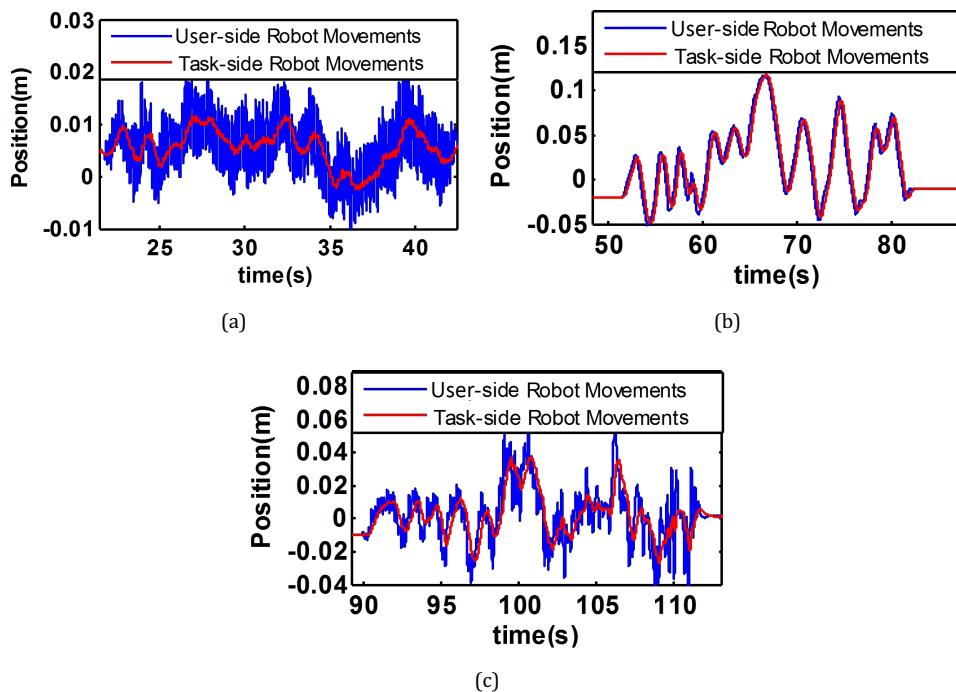 0.03
0.02
0.01
0
-0.01
Position(m)
User-side Robot Movements
Task-side Robot Movements
25
30
35
40
time(s)
(a)
0.15
0.1
0.05
0
-0.05
Position(m)
User-side Robot Movements
Task-side Robot Movements
50
60
70
80
time(s)
(b)
0.08
0.06
0.04
0.02
0
-0.02
-0.04
Position(m)
User-side Robot Movements
Task-side Robot Movements
90
95
100
105
110
time(s)
(c)